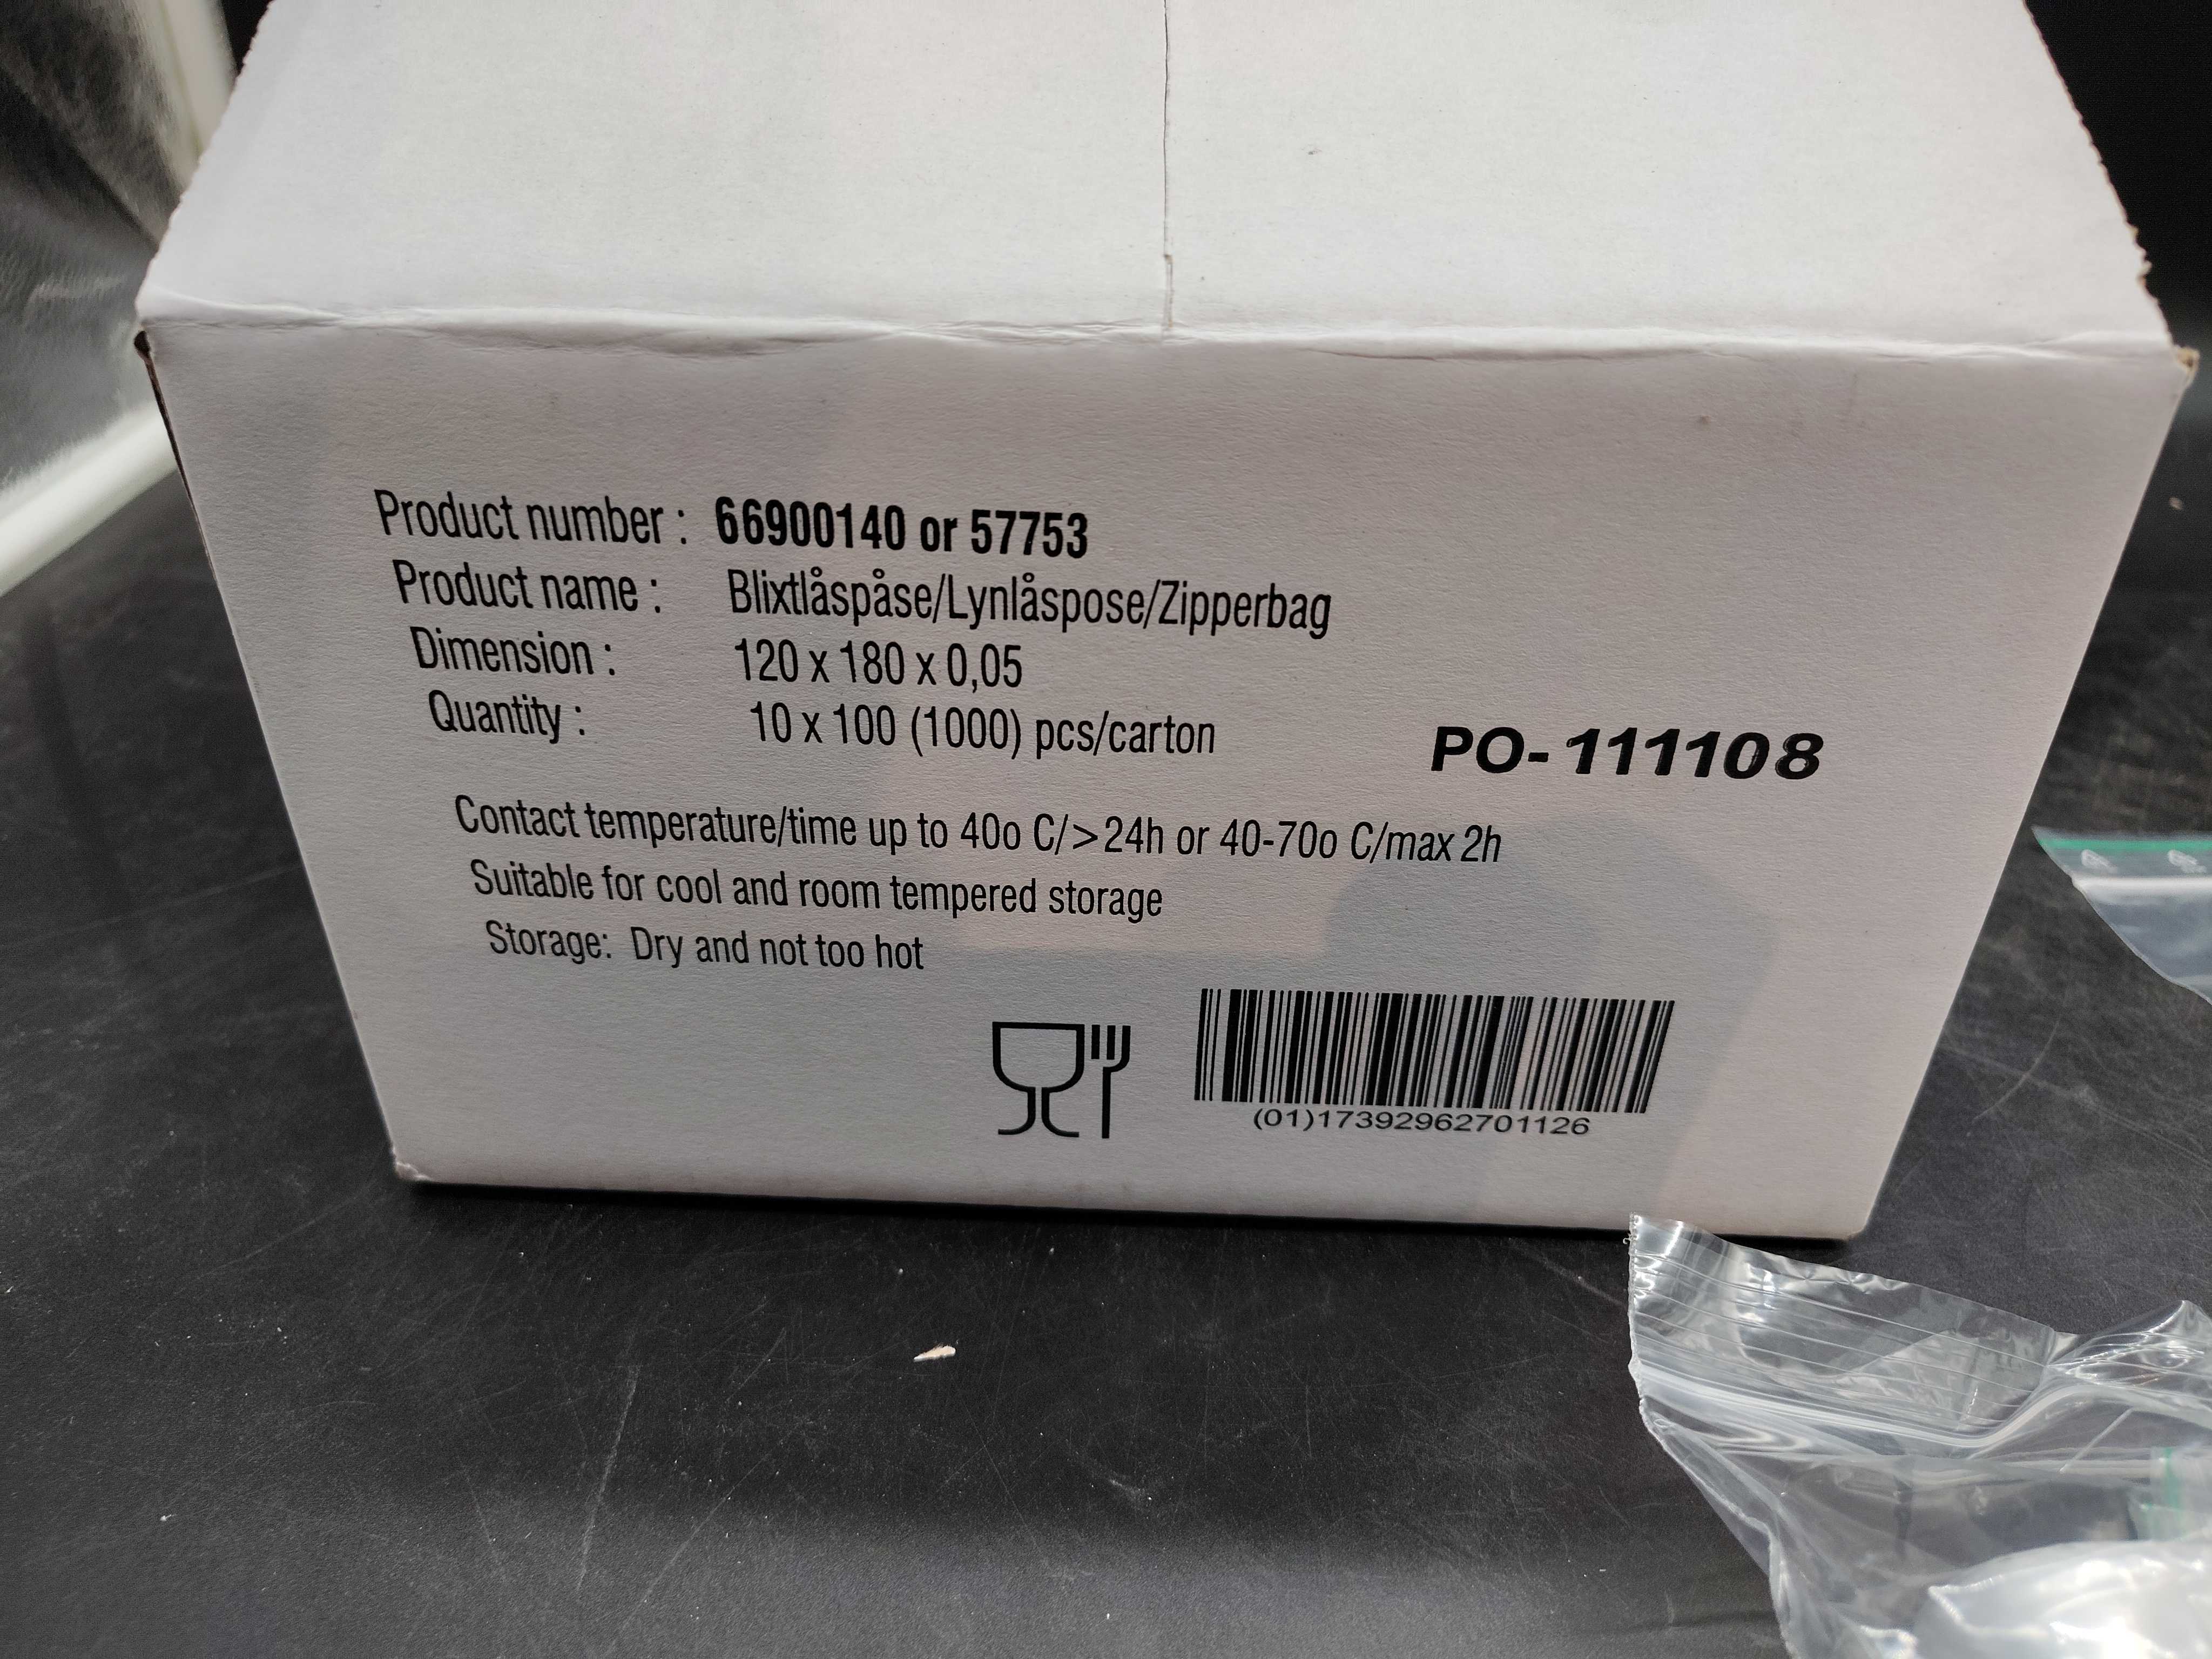 Product number : 66900140 or 57753
Product name : Blixtlåspåse/Lynlåspose/Zipperbag
Dimension : 120 x 180 x 0,05
Quantity : 10 x 100 (1000) pcs/carton
PO-111108
Contact temperature/time up to 40o C/>24h or 40-70o C/max 2h
Suitable for cool and room tempered storage
Storage: Dry and not too hot
(01)17392962701126